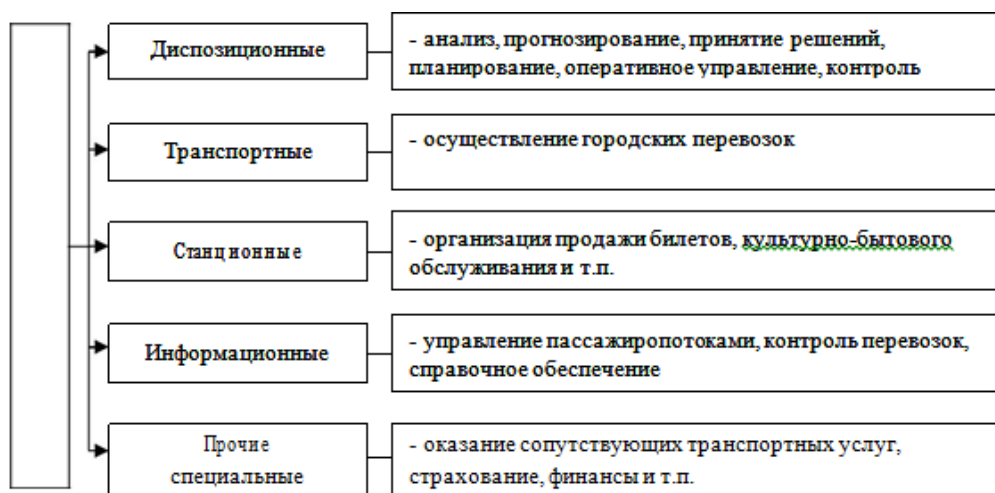 Диспозиционные
- анализ, прогнозирование, принятие решений,
планирование, оперативное управление, контроль
Транспортные
- осуществление городских перевозок
Станционные
- организация продажи билетов, культурно-бытового
обслуживания и т.п.
Информационные
- управление пассажиропотоками, контроль перевозок,
справочное обеспечение
Прочие
специальные
- оказание сопутствующих транспортных услуг,
страхование, финансы и т.п.